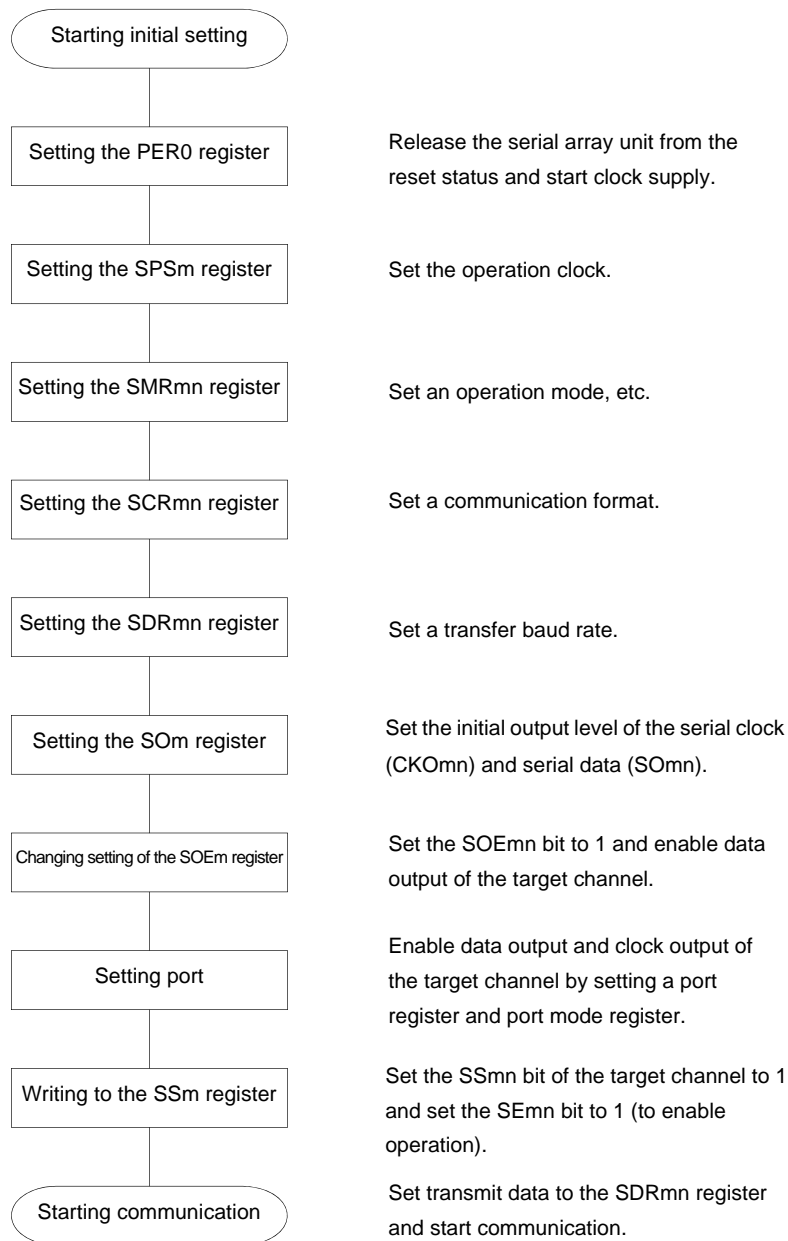 Starting initial setting
Setting the PER0 register
Release the serial array unit from the
reset status and start clock supply.
Setting the SPSm register
Set the operation clock.
Setting the SMRmn register
Set an operation mode, etc.
Setting the SCRmn register
Set a communication format.
Setting the SDRmn register
Set a transfer baud rate.
Setting the SOm register
Set the initial output level of the serial clock
(CKOmn) and serial data (SOmn).
Changing setting of the SOEm register
Set the SOEmn bit to 1 and enable data
output of the target channel.
Setting port
Enable data output and clock output of
the target channel by setting a port
register and port mode register.
Writing to the SSm register
Set the SSmn bit of the target channel to 1
and set the SEmn bit to 1 (to enable
operation).
Starting communication
Set transmit data to the SDRmn register
and start communication.